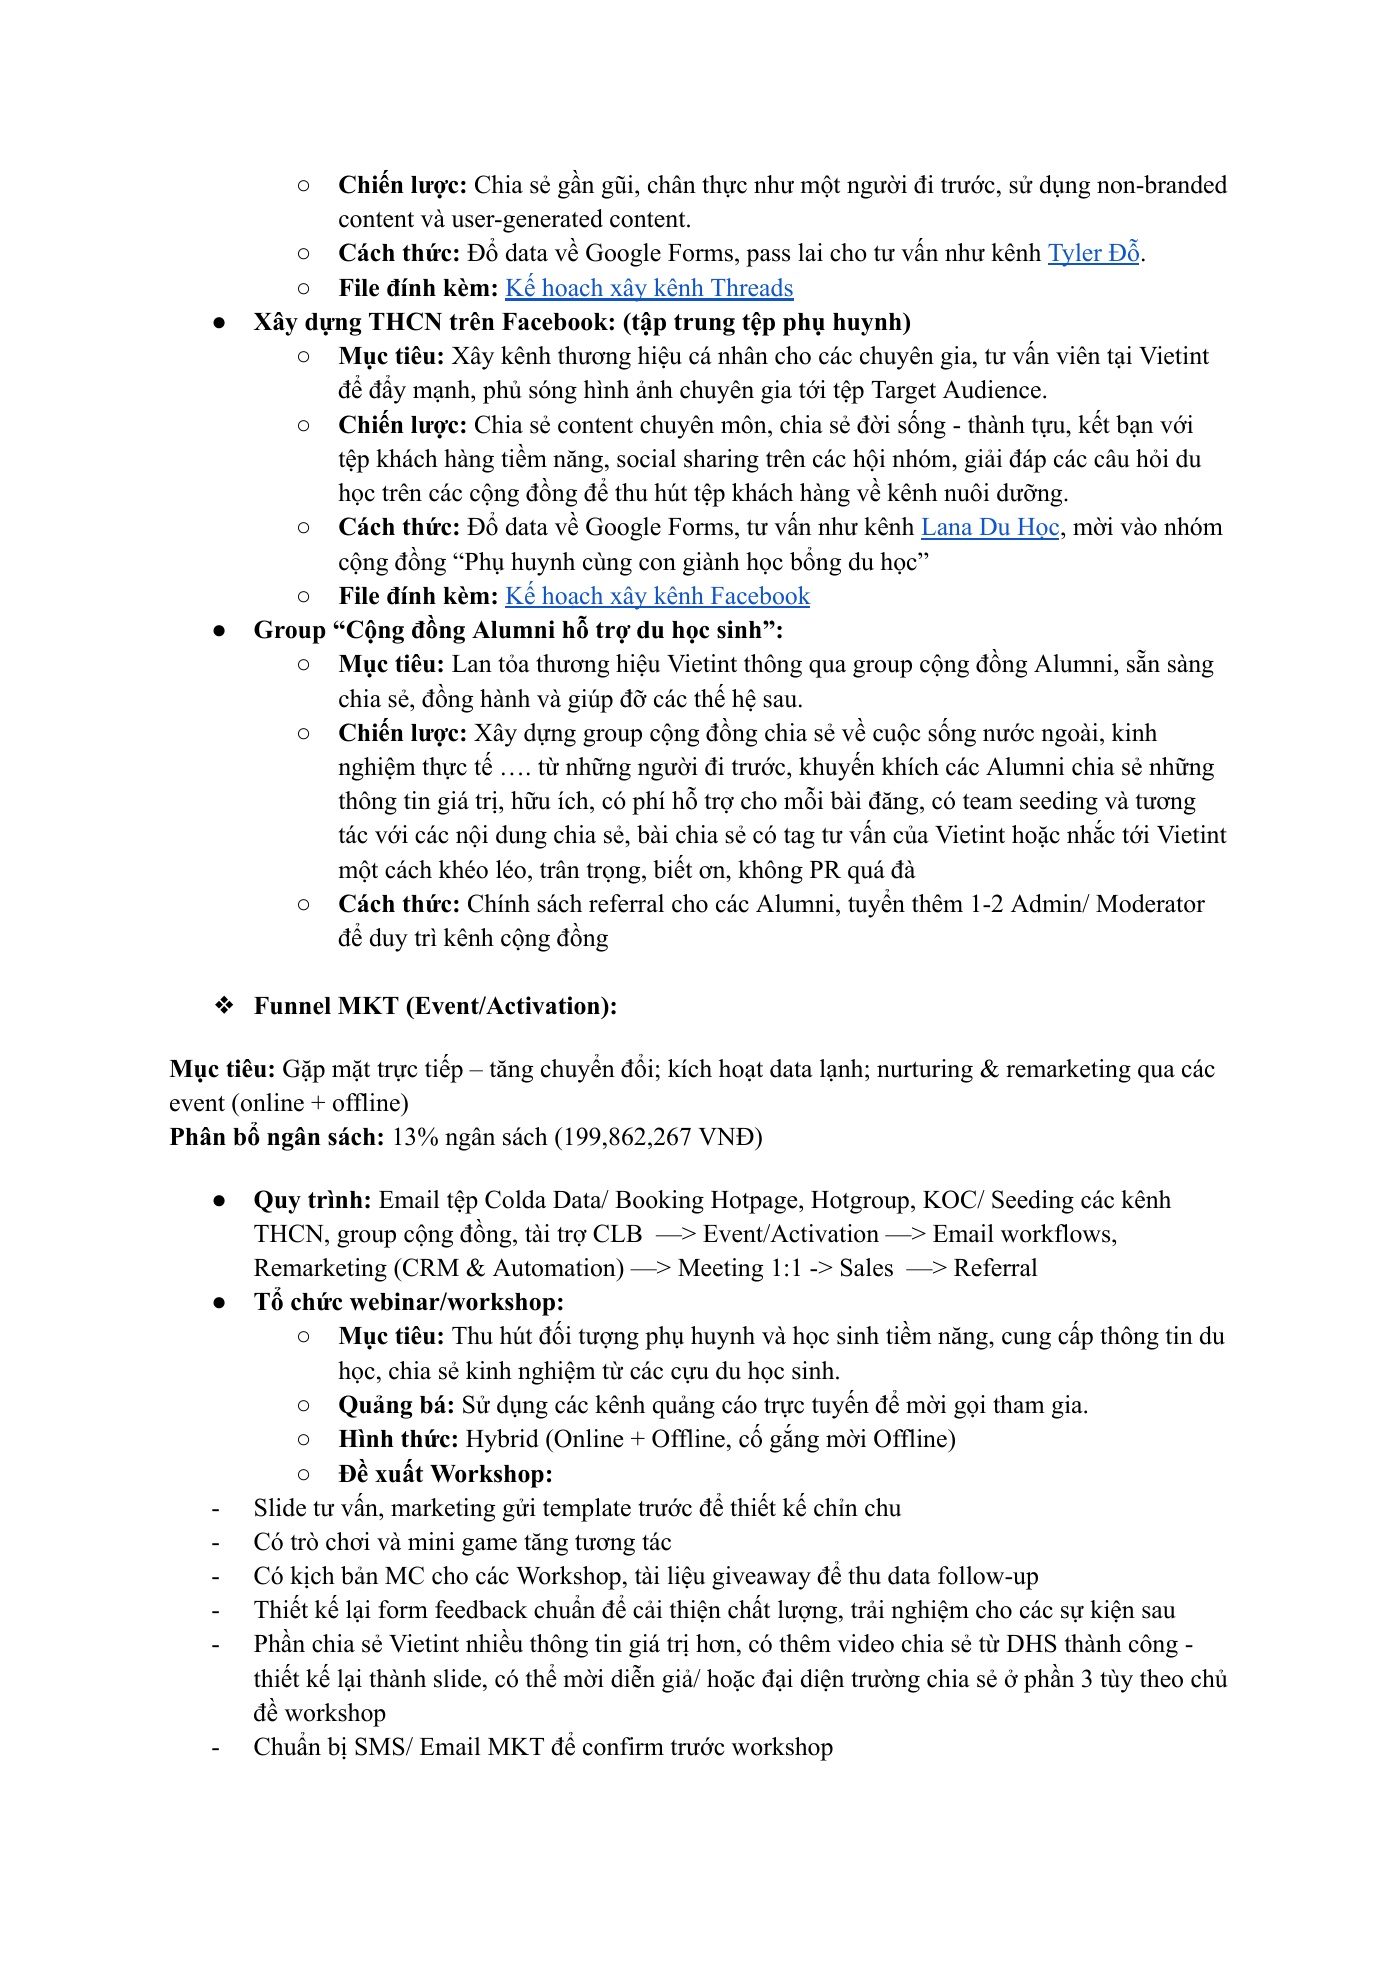 ○ Chiến lược: Chia sẻ gần gũi, chân thực như một người đi trước, sử dụng non-branded
content và user-generated content.
○ Cách thức: Đổ data về Google Forms, pass lai cho tư vấn như kênh Tyler Đỗ.
○ File đính kèm: Kế hoạch xây kênh Threads
● Xây dựng THCN trên Facebook: (tập trung tệp phụ huynh)
○ Mục tiêu: Xây kênh thương hiệu cá nhân cho các chuyên gia, tư vấn viên tại Vietint
để đẩy mạnh, phủ sóng hình ảnh chuyên gia tới tệp Target Audience.
○ Chiến lược: Chia sẻ content chuyên môn, chia sẻ đời sống - thành tựu, kết bạn với
tệp khách hàng tiềm năng, social sharing trên các hội nhóm, giải đáp các câu hỏi du
học trên các cộng đồng để thu hút tệp khách hàng về kênh nuôi dưỡng.
○ Cách thức: Đổ data về Google Forms, tư vấn như kênh Lana Du Học, mời vào nhóm
cộng đồng “Phụ huynh cùng con giành học bổng du học”
○ File đính kèm: Kế hoạch xây kênh Facebook
● Group “Cộng đồng Alumni hỗ trợ du học sinh”:
○ Mục tiêu: Lan tỏa thương hiệu Vietint thông qua group cộng đồng Alumni, sẵn sàng
chia sẻ, đồng hành và giúp đỡ các thế hệ sau.
○ Chiến lược: Xây dựng group cộng đồng chia sẻ về cuộc sống nước ngoài, kinh
nghiệm thực tế …. từ những người đi trước, khuyến khích các Alumni chia sẻ những
thông tin giá trị, hữu ích, có phí hỗ trợ cho mỗi bài đăng, có team seeding và tương
tác với các nội dung chia sẻ, bài chia sẻ có tag tư vấn của Vietint hoặc nhắc tới Vietint
một cách khéo léo, trân trọng, biết ơn, không PR quá đà
○ Cách thức: Chính sách referral cho các Alumni, tuyển thêm 1-2 Admin/ Moderator
để duy trì kênh cộng đồng
❖ Funnel MKT (Event/Activation):
Mục tiêu: Gặp mặt trực tiếp – tăng chuyển đổi; kích hoạt data lạnh; nurturing & remarketing qua các
event (online + offline)
Phân bổ ngân sách: 13% ngân sách (199,862,267 VNĐ)
● Quy trình: Email tệp Colda Data/ Booking Hotpage, Hotgroup, KOC/ Seeding các kênh
THCN, group cộng đồng, tài trợ CLB —> Event/Activation —> Email workflows,
Remarketing (CRM & Automation) —> Meeting 1:1 -> Sales —> Referral
● Tổ chức webinar/workshop:
○ Mục tiêu: Thu hút đối tượng phụ huynh và học sinh tiềm năng, cung cấp thông tin du
học, chia sẻ kinh nghiệm từ các cựu du học sinh.
○ Quảng bá: Sử dụng các kênh quảng cáo trực tuyến để mời gọi tham gia.
○ Hình thức: Hybrid (Online + Offline, cố gắng mời Offline)
○ Đề xuất Workshop:
- Slide tư vấn, marketing gửi template trước để thiết kế chỉn chu
- Có trò chơi và mini game tăng tương tác
- Có kịch bản MC cho các Workshop, tài liệu giveaway để thu data follow-up
- Thiết kế lại form feedback chuẩn để cải thiện chất lượng, trải nghiệm cho các sự kiện sau
- Phần chia sẻ Vietint nhiều thông tin giá trị hơn, có thêm video chia sẻ từ DHS thành công -
thiết kế lại thành slide, có thể mời diễn giả/ hoặc đại diện trường chia sẻ ở phần 3 tùy theo chủ
đề workshop
- Chuẩn bị SMS/ Email MKT để confirm trước workshop